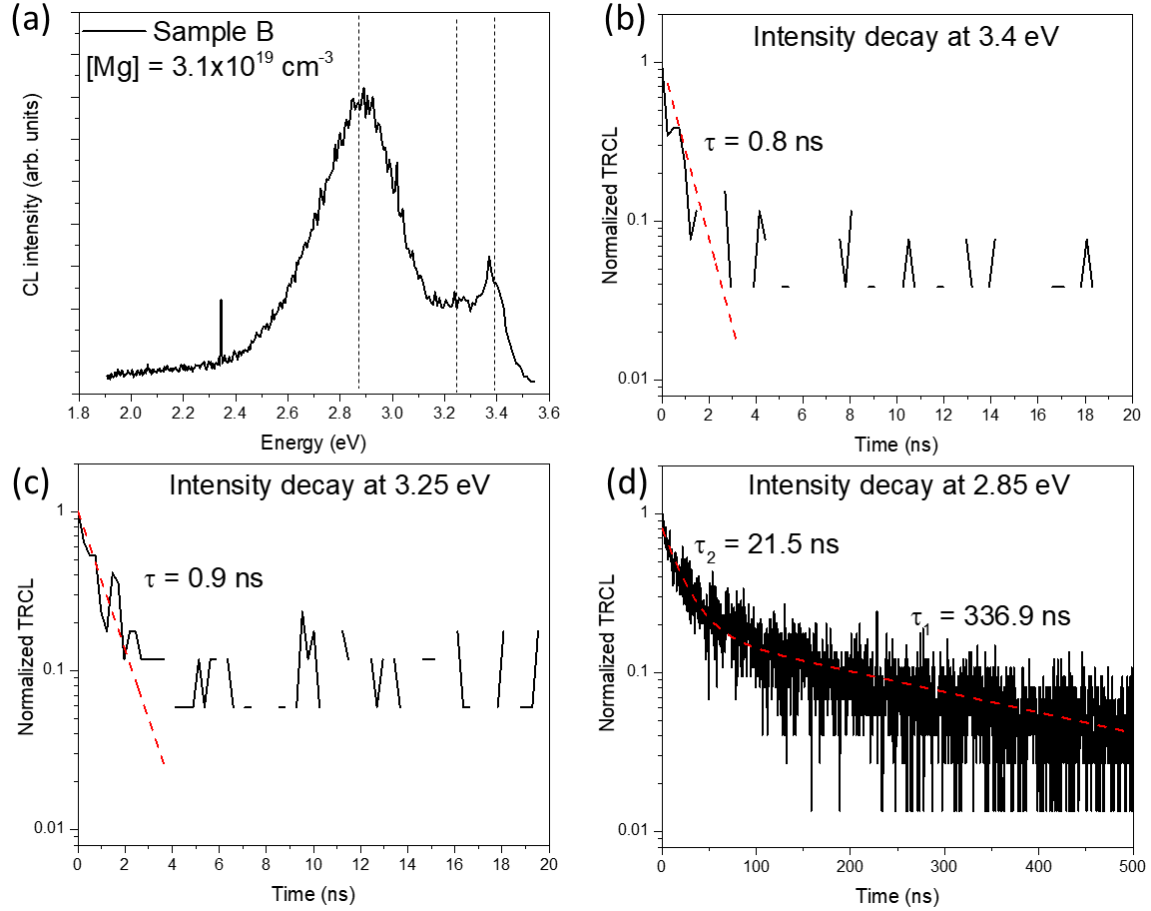 (a)
Sample B
[Mg] = 3.1x10¹⁹ cm⁻³
CL intensity (arb. units)
1.8 2.0 2.2 2.4 2.6 2.8 3.0 3.2 3.4 3.6
Energy (eV)
(b)
Intensity decay at 3.4 eV
τ = 0.8 ns
Normalized TRCL
1
0.1
0.01
0 2 4 6 8 10 12 14 16 18 20
Time (ns)
(c)
Intensity decay at 3.25 eV
τ = 0.9 ns
Normalized TRCL
1
0.1
0.01
0 2 4 6 8 10 12 14 16 18 20
Time (ns)
(d)
Intensity decay at 2.85 eV
τ₂ = 21.5 ns
τ₁ = 336.9 ns
Normalized TRCL
1
0.1
0.01
0 100 200 300 400 500
Time (ns)